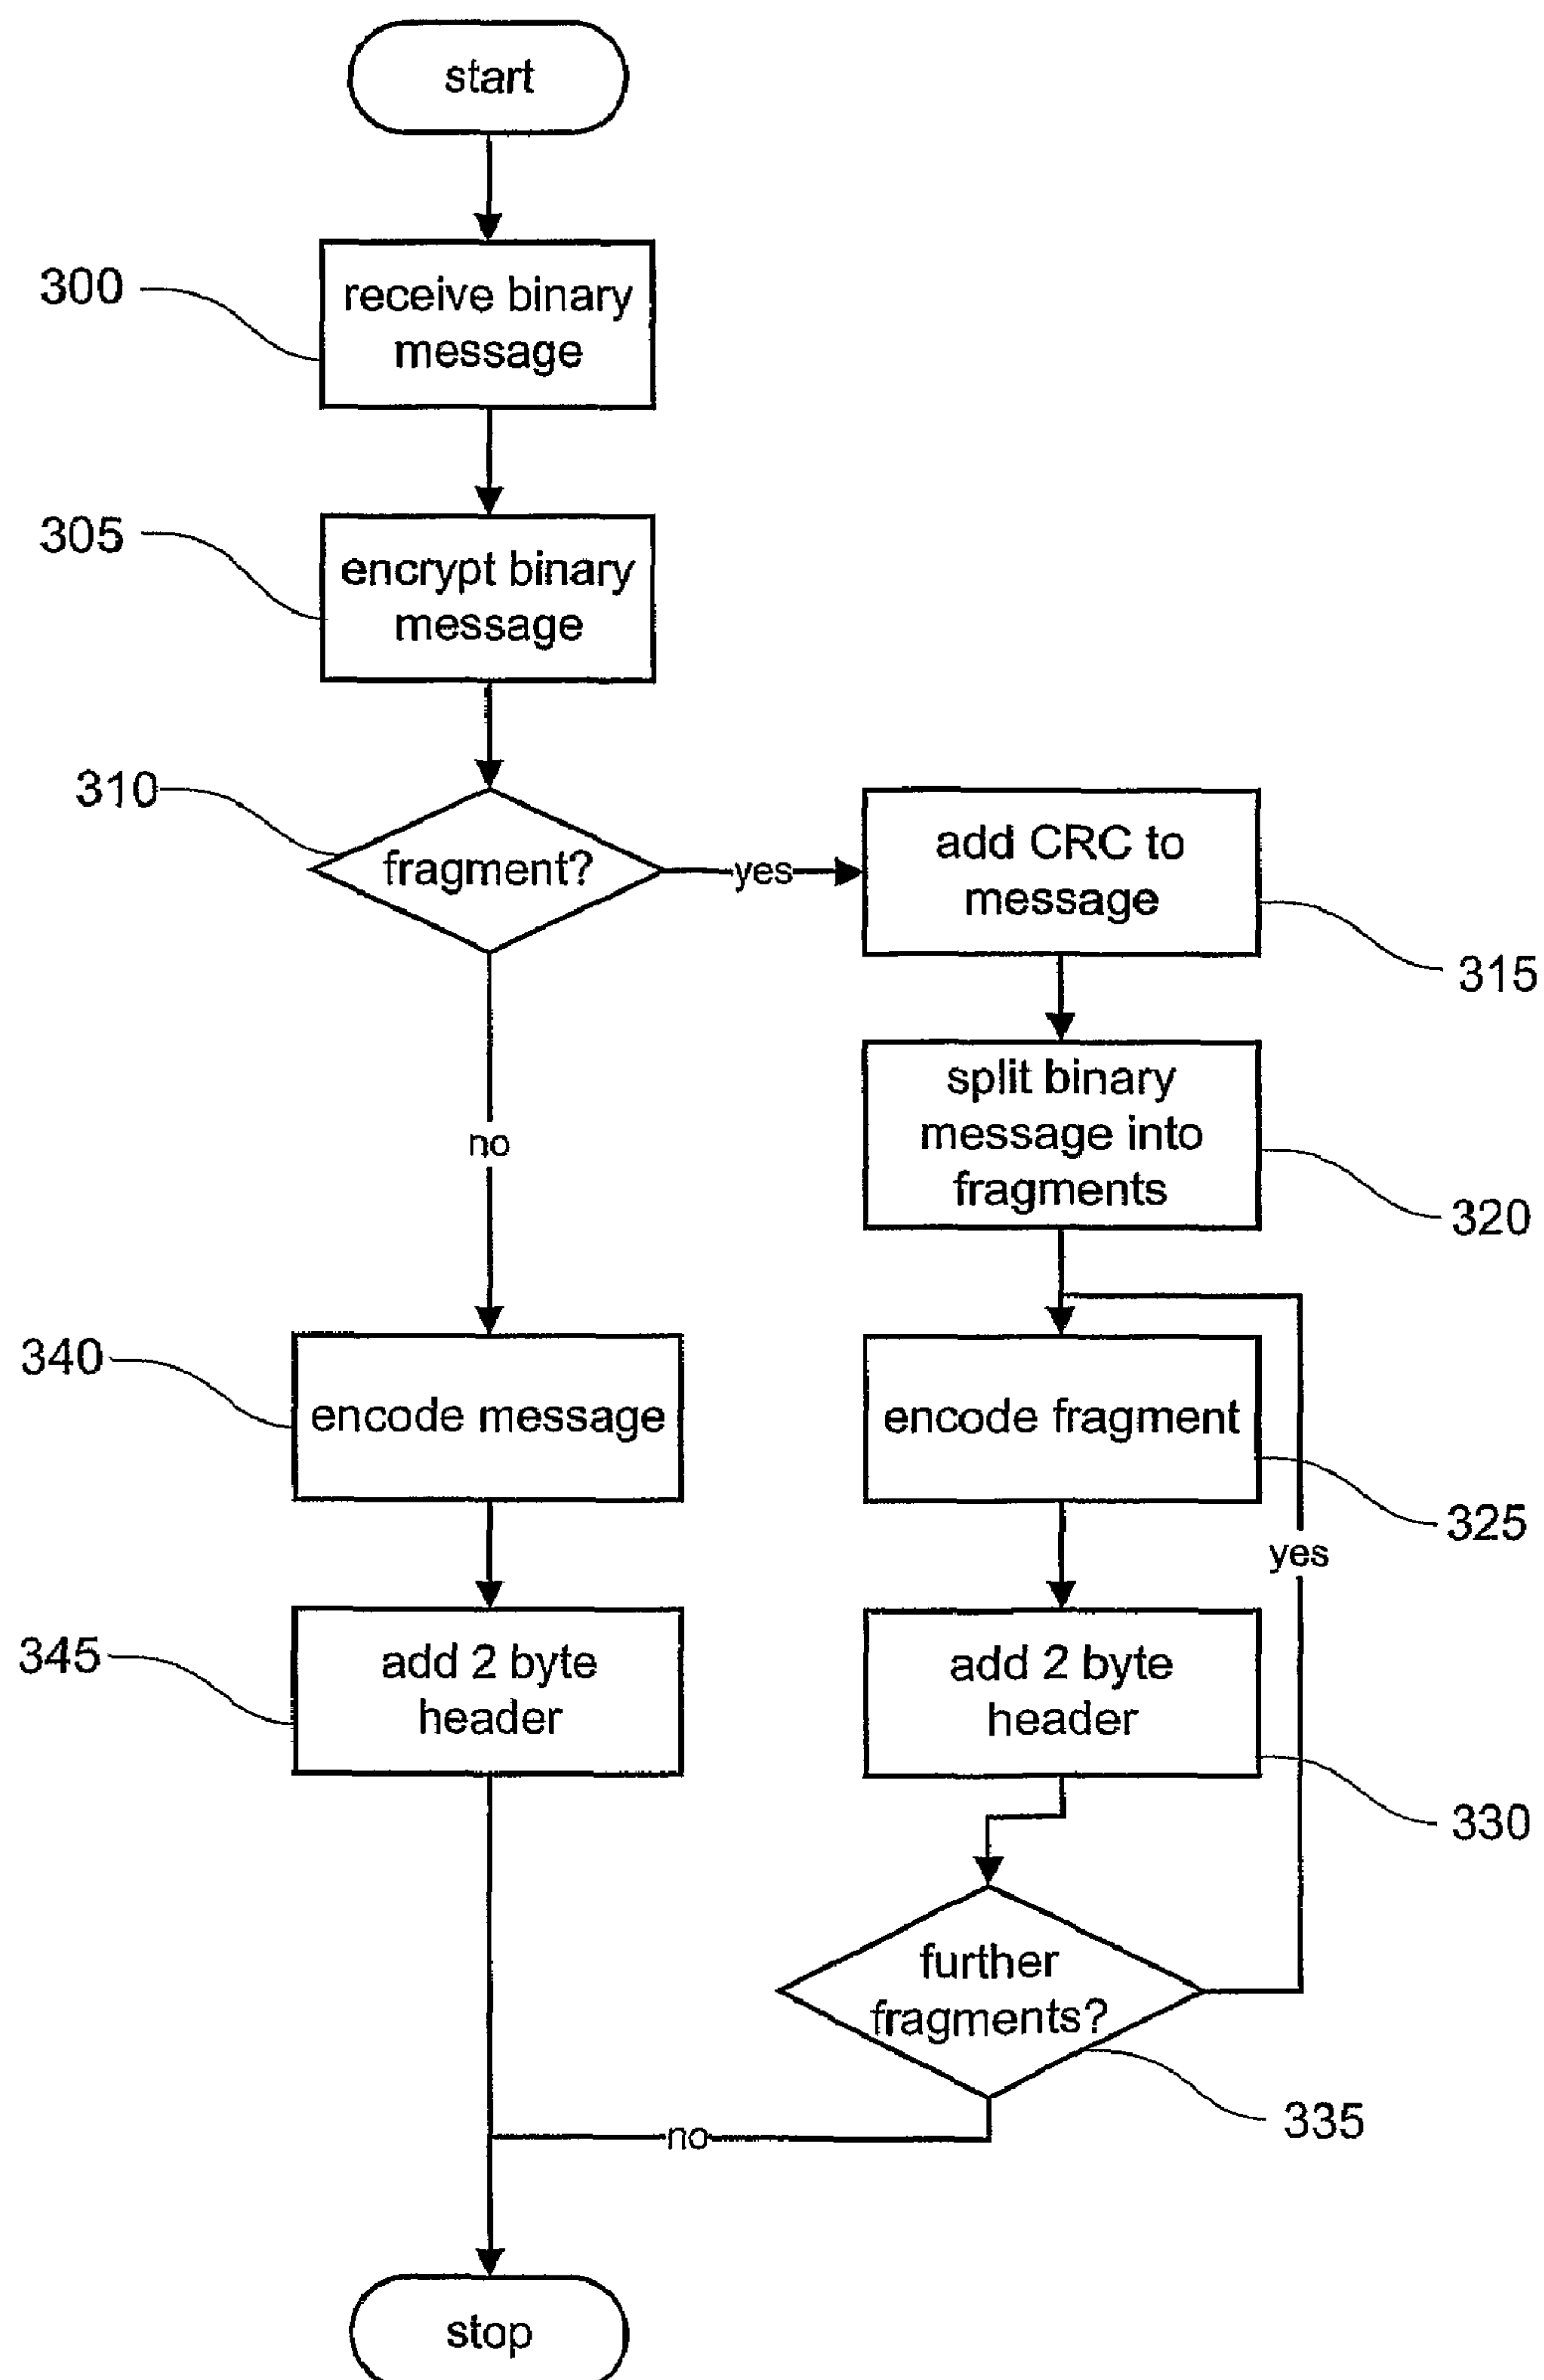 start
300
receive binary
message
305
encrypt binary
message
310
fragment?
yes
add CRC to
message
315
split binary
message into
fragments
320
no
340
encode message
encode fragment
325
yes
345
add 2 byte
header
add 2 byte
header
330
further
fragments?
335
no
stop